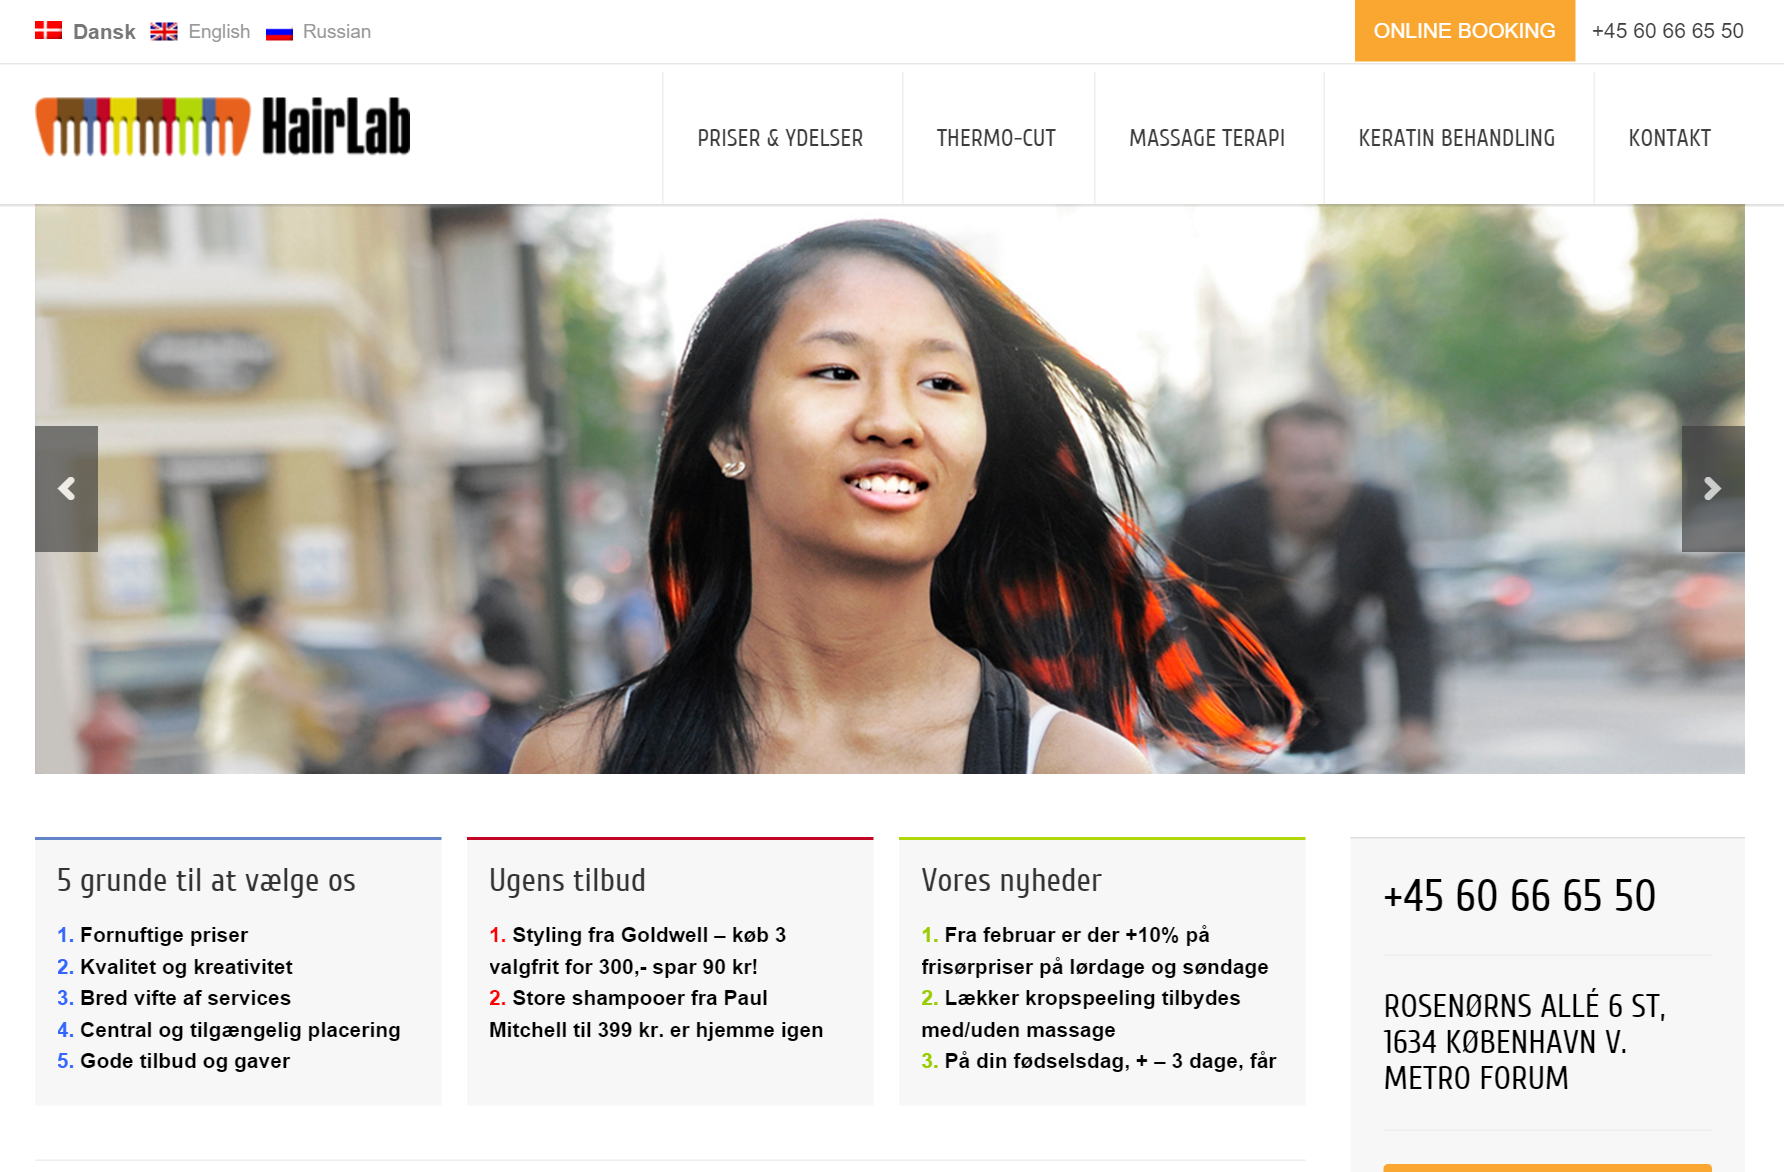 Dansk English Russian
ONLINE BOOKING +45 60 66 65 50
HairLab
PRISER & YDELSER THERMO-CUT MASSAGE TERAPI KERATIN BEHANDLING KONTAKT
5 grunde til at vælge os
1. Fornuftige priser
2. Kvalitet og kreativitet
3. Bred vifte af services
4. Central og tilgængelig placering
5. Gode tilbud og gaver
Ugens tilbud
1. Styling fra Goldwell – køb 3
valgfrit for 300,- spar 90 kr!
2. Store shampooer fra Paul
Mitchell til 399 kr. er hjemme igen
Vores nyheder
1. Fra februar er der +10% på
frisørpriser på lørdage og søndage
2. Lækker kropspeeling tilbydes
med/uden massage
3. På din fødselsdag, + – 3 dage, får
+45 60 66 65 50
ROSENØRNS ALLÉ 6 ST,
1634 KØBENHAVN V.
METRO FORUM